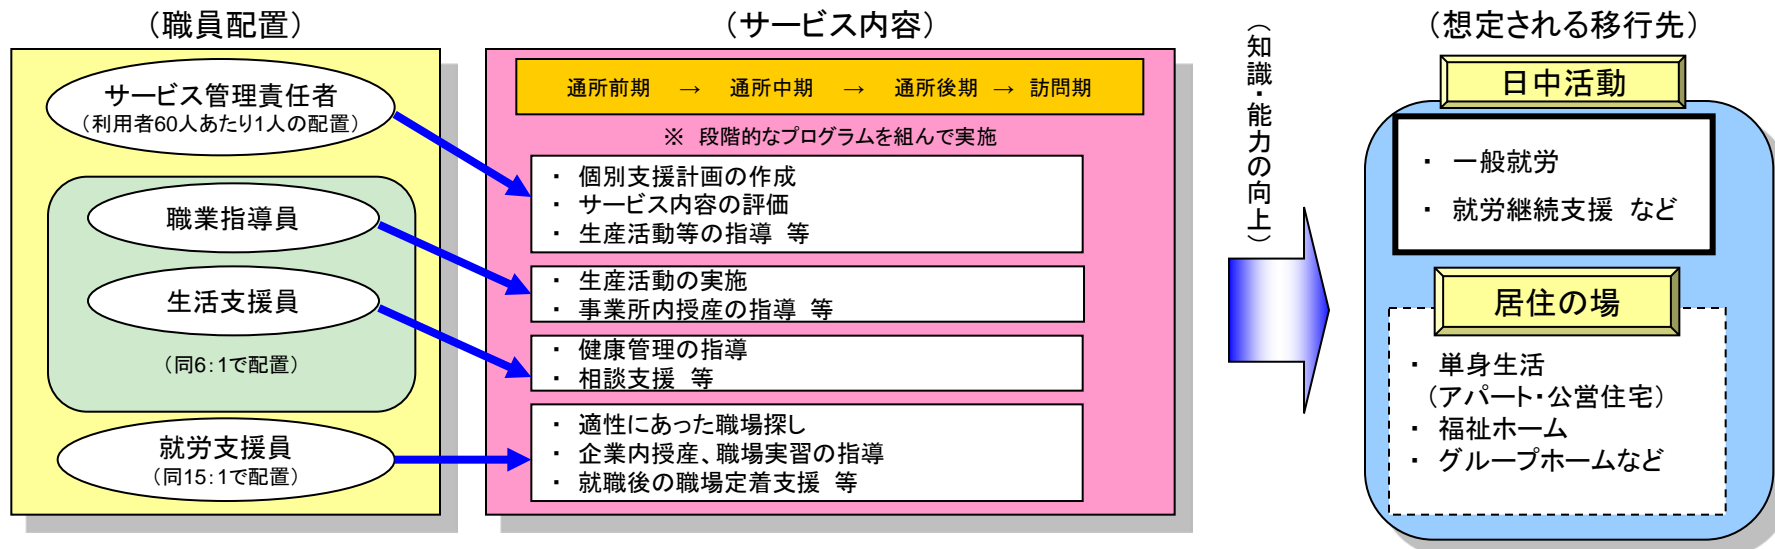 （職員配置）
サービス管理責任者
（利用者60人あたり1人の配置）
職業指導員
生活支援員
（同6：1で配置）
就労支援員
（同15：1で配置）
（サービス内容）
通所前期 → 通所中期 → 通所後期 → 訪問期
※ 段階的なプログラムを組んで実施
・ 個別支援計画の作成
・ サービス内容の評価
・ 生産活動等の指導 等
・ 生産活動の実施
・ 事業所内授産の指導 等
・ 健康管理の指導
・ 相談支援 等
・ 適性にあった職場探し
・ 企業内授産、職場実習の指導
・ 就職後の職場定着支援 等
（知識・能力の向上）
（想定される移行先）
日中活動
・ 一般就労
・ 就労継続支援 など
居住の場
・ 単身生活
（アパート・公営住宅）
・ 福祉ホーム
・ グループホームなど